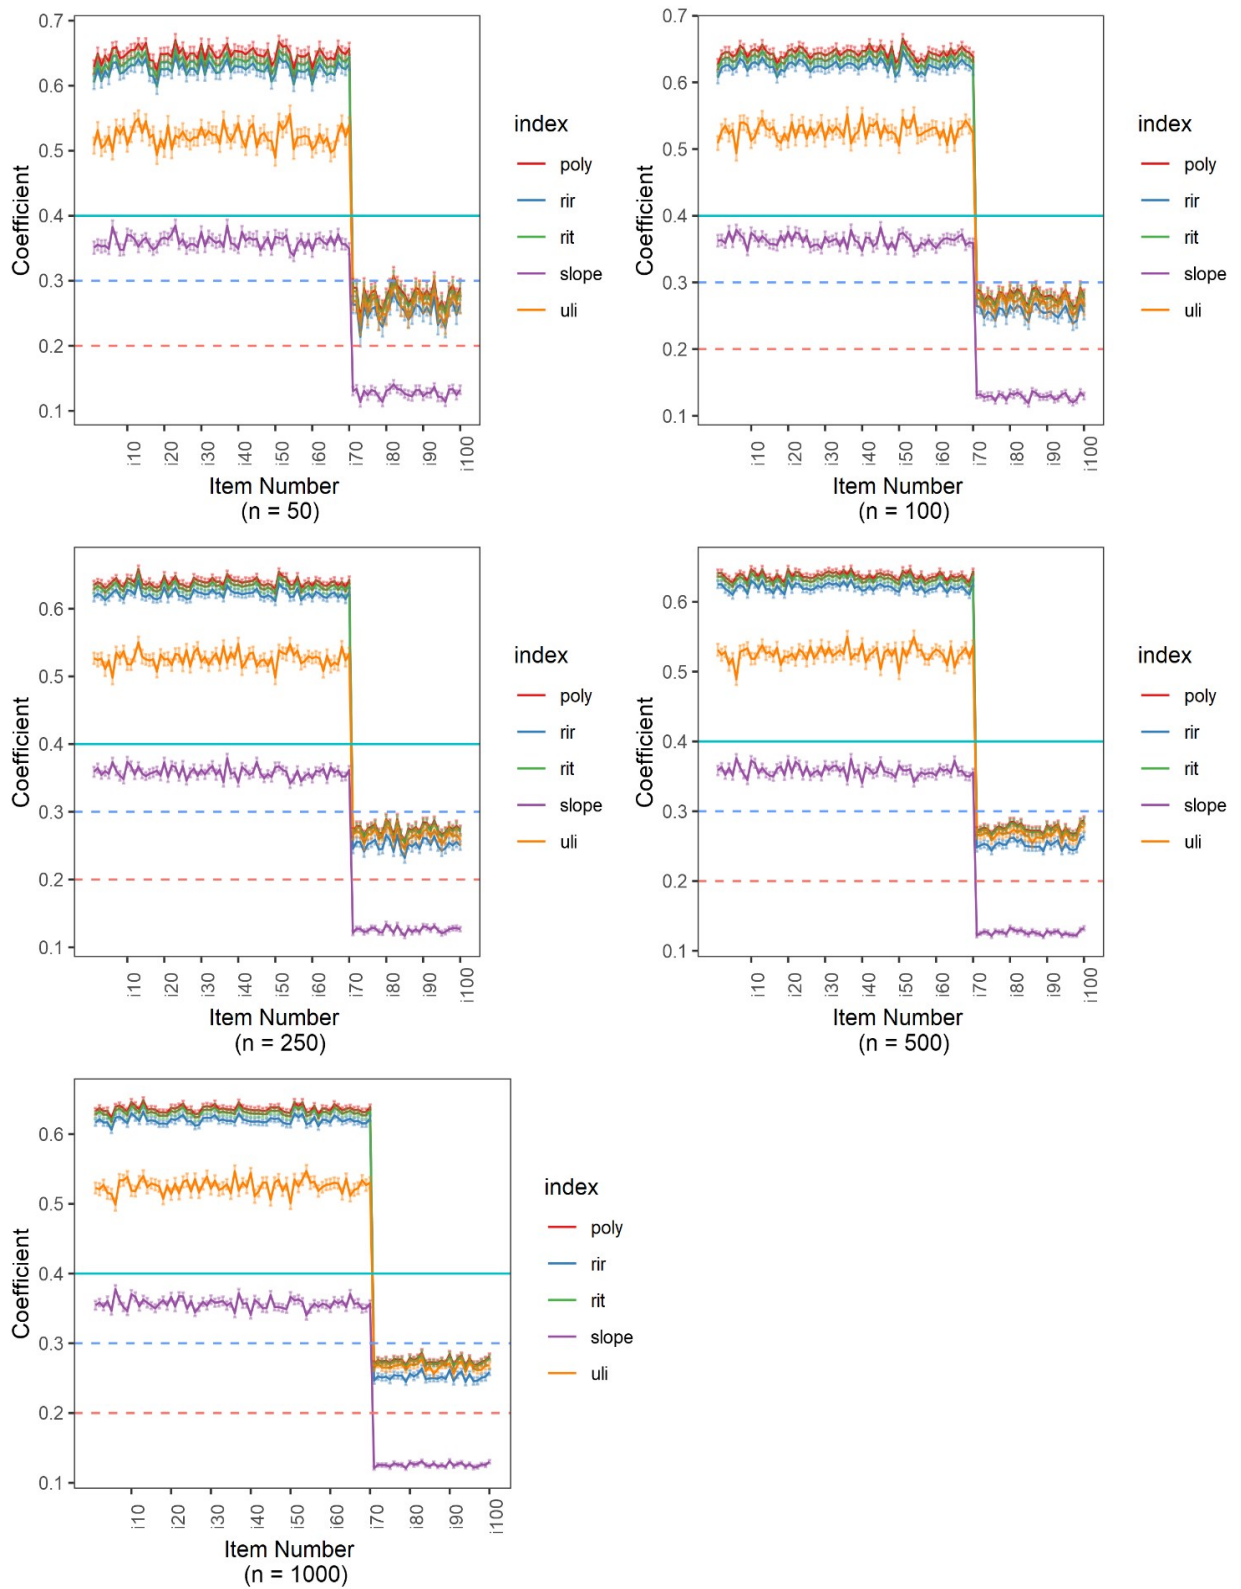 0.7
0.6
0.5
0.4
0.3
0.2
0.1
Coefficient
i10 i20 i30 i40 i50 i60 i70 i80 i90 i100
Item Number
(n = 50)
index
poly
rir
rit
slope
uli
0.7
0.6
0.5
0.4
0.3
0.2
0.1
Coefficient
i10 i20 i30 i40 i50 i60 i70 i80 i90 i100
Item Number
(n = 100)
index
poly
rir
rit
slope
uli
0.6
0.5
0.4
0.3
0.2
0.1
Coefficient
i10 i20 i30 i40 i50 i60 i70 i80 i90 i100
Item Number
(n = 250)
index
poly
rir
rit
slope
uli
0.6
0.5
0.4
0.3
0.2
0.1
Coefficient
i10 i20 i30 i40 i50 i60 i70 i80 i90 i100
Item Number
(n = 500)
index
poly
rir
rit
slope
uli
0.6
0.5
0.4
0.3
0.2
0.1
Coefficient
i10 i20 i30 i40 i50 i60 i70 i80 i90 i100
Item Number
(n = 1000)
index
poly
rir
rit
slope
uli